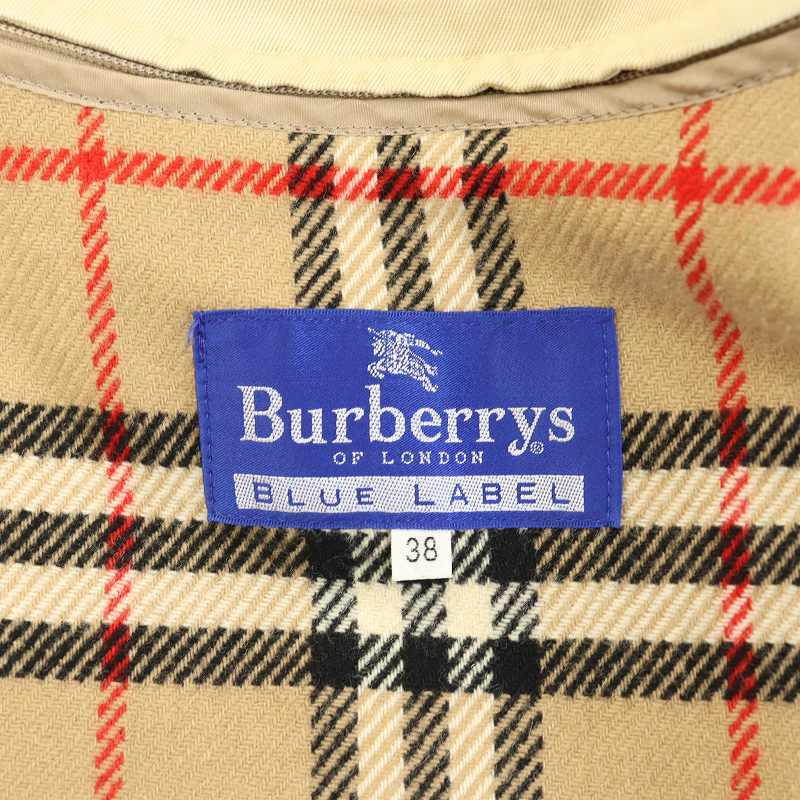 Burberrys®
OF LONDON
BLUE LABEL
38